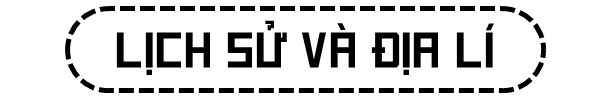 LỊCH SỬ VÀ ĐỊA LÍ